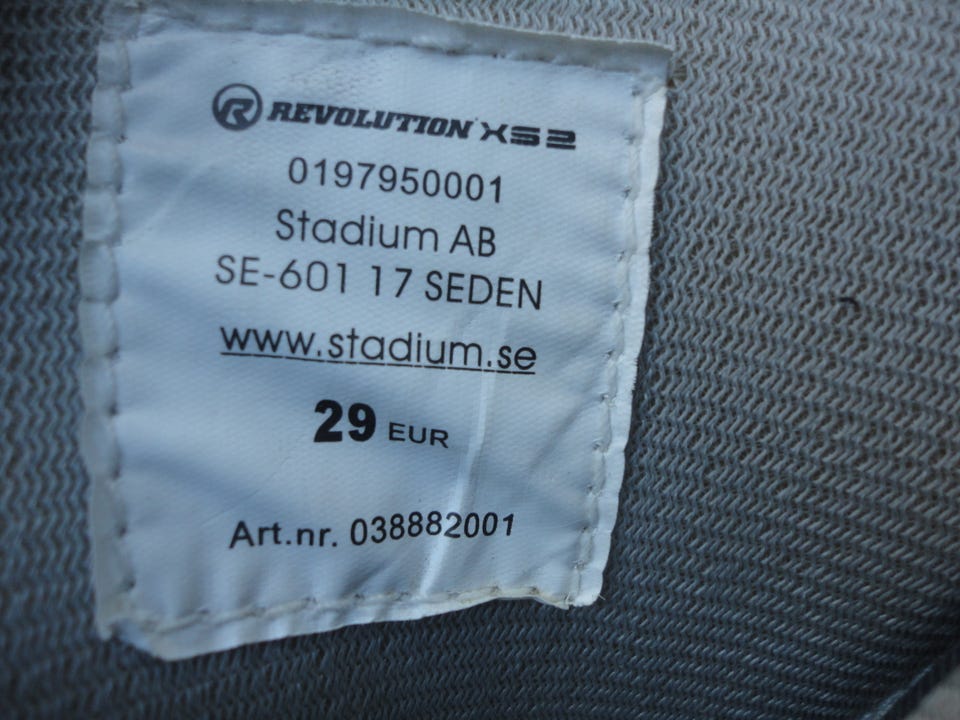 R REVOLUTION XS2
0197950001
Stadium AB
SE-601 17 SEDEN
www.stadium.se
29 EUR
Art.nr. 038882001